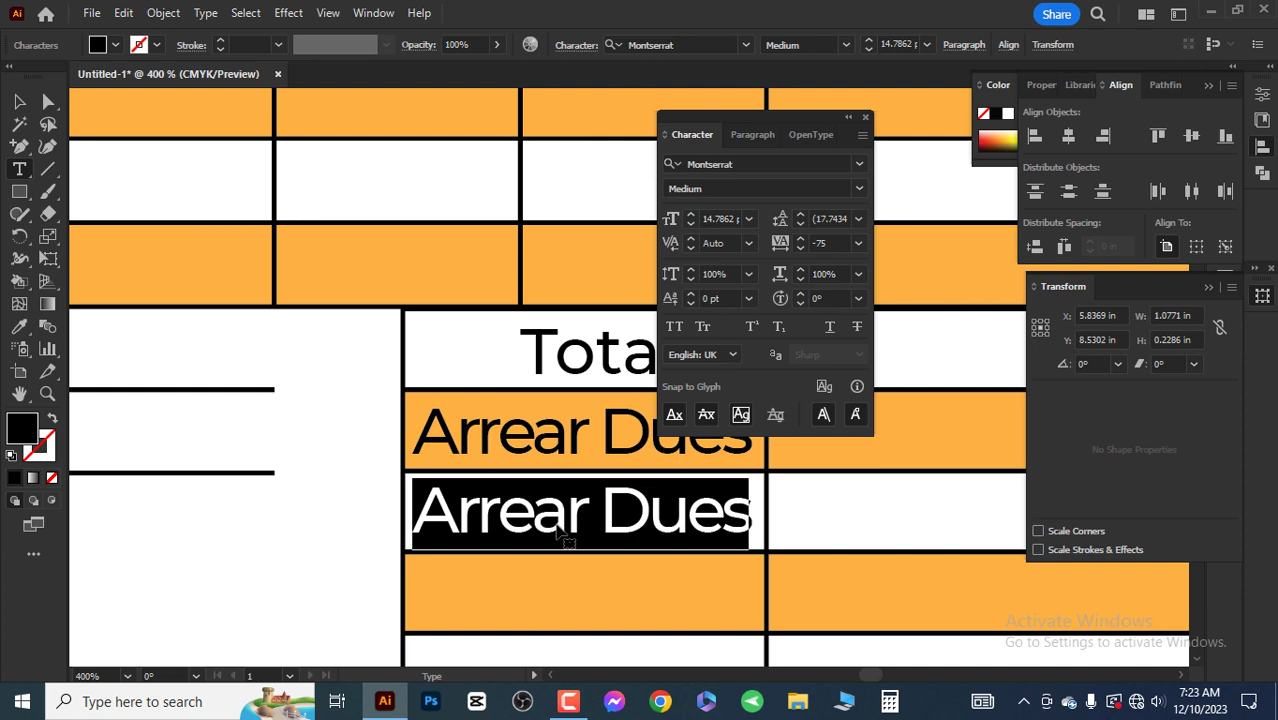 File Edit Object Type Select Effect View Window Help
Share
Characters
Stroke:
Opacity: 100%
Character: Montserrat
Medium
14.7862 p
Paragraph
Align
Transform
Untitled-1* @ 400 % (CMYK/Preview)
Character Paragraph OpenType
Montserrat
Medium
14.7862 p (17.7434
Auto -75
100% 100%
0 pt 0°
English: UK
Sharp
Snap to Glyph
Color
Proper Librari Align Pathfin
Align Objects:
Distribute Objects:
Distribute Spacing: Align To:
0 in
Transform
X: 5.8369 in W: 1.0771 in
Y: 8.5302 in H: 0.2286 in
0° 0°
No Shape Properties
Scale Corners
Scale Strokes & Effects
Tota
Arrear Dues
Arrear Dues
Activate Windows
Go to Settings to activate Windows.
400% 0° 1 Type
Type here to search
7:23 AM
12/10/2023